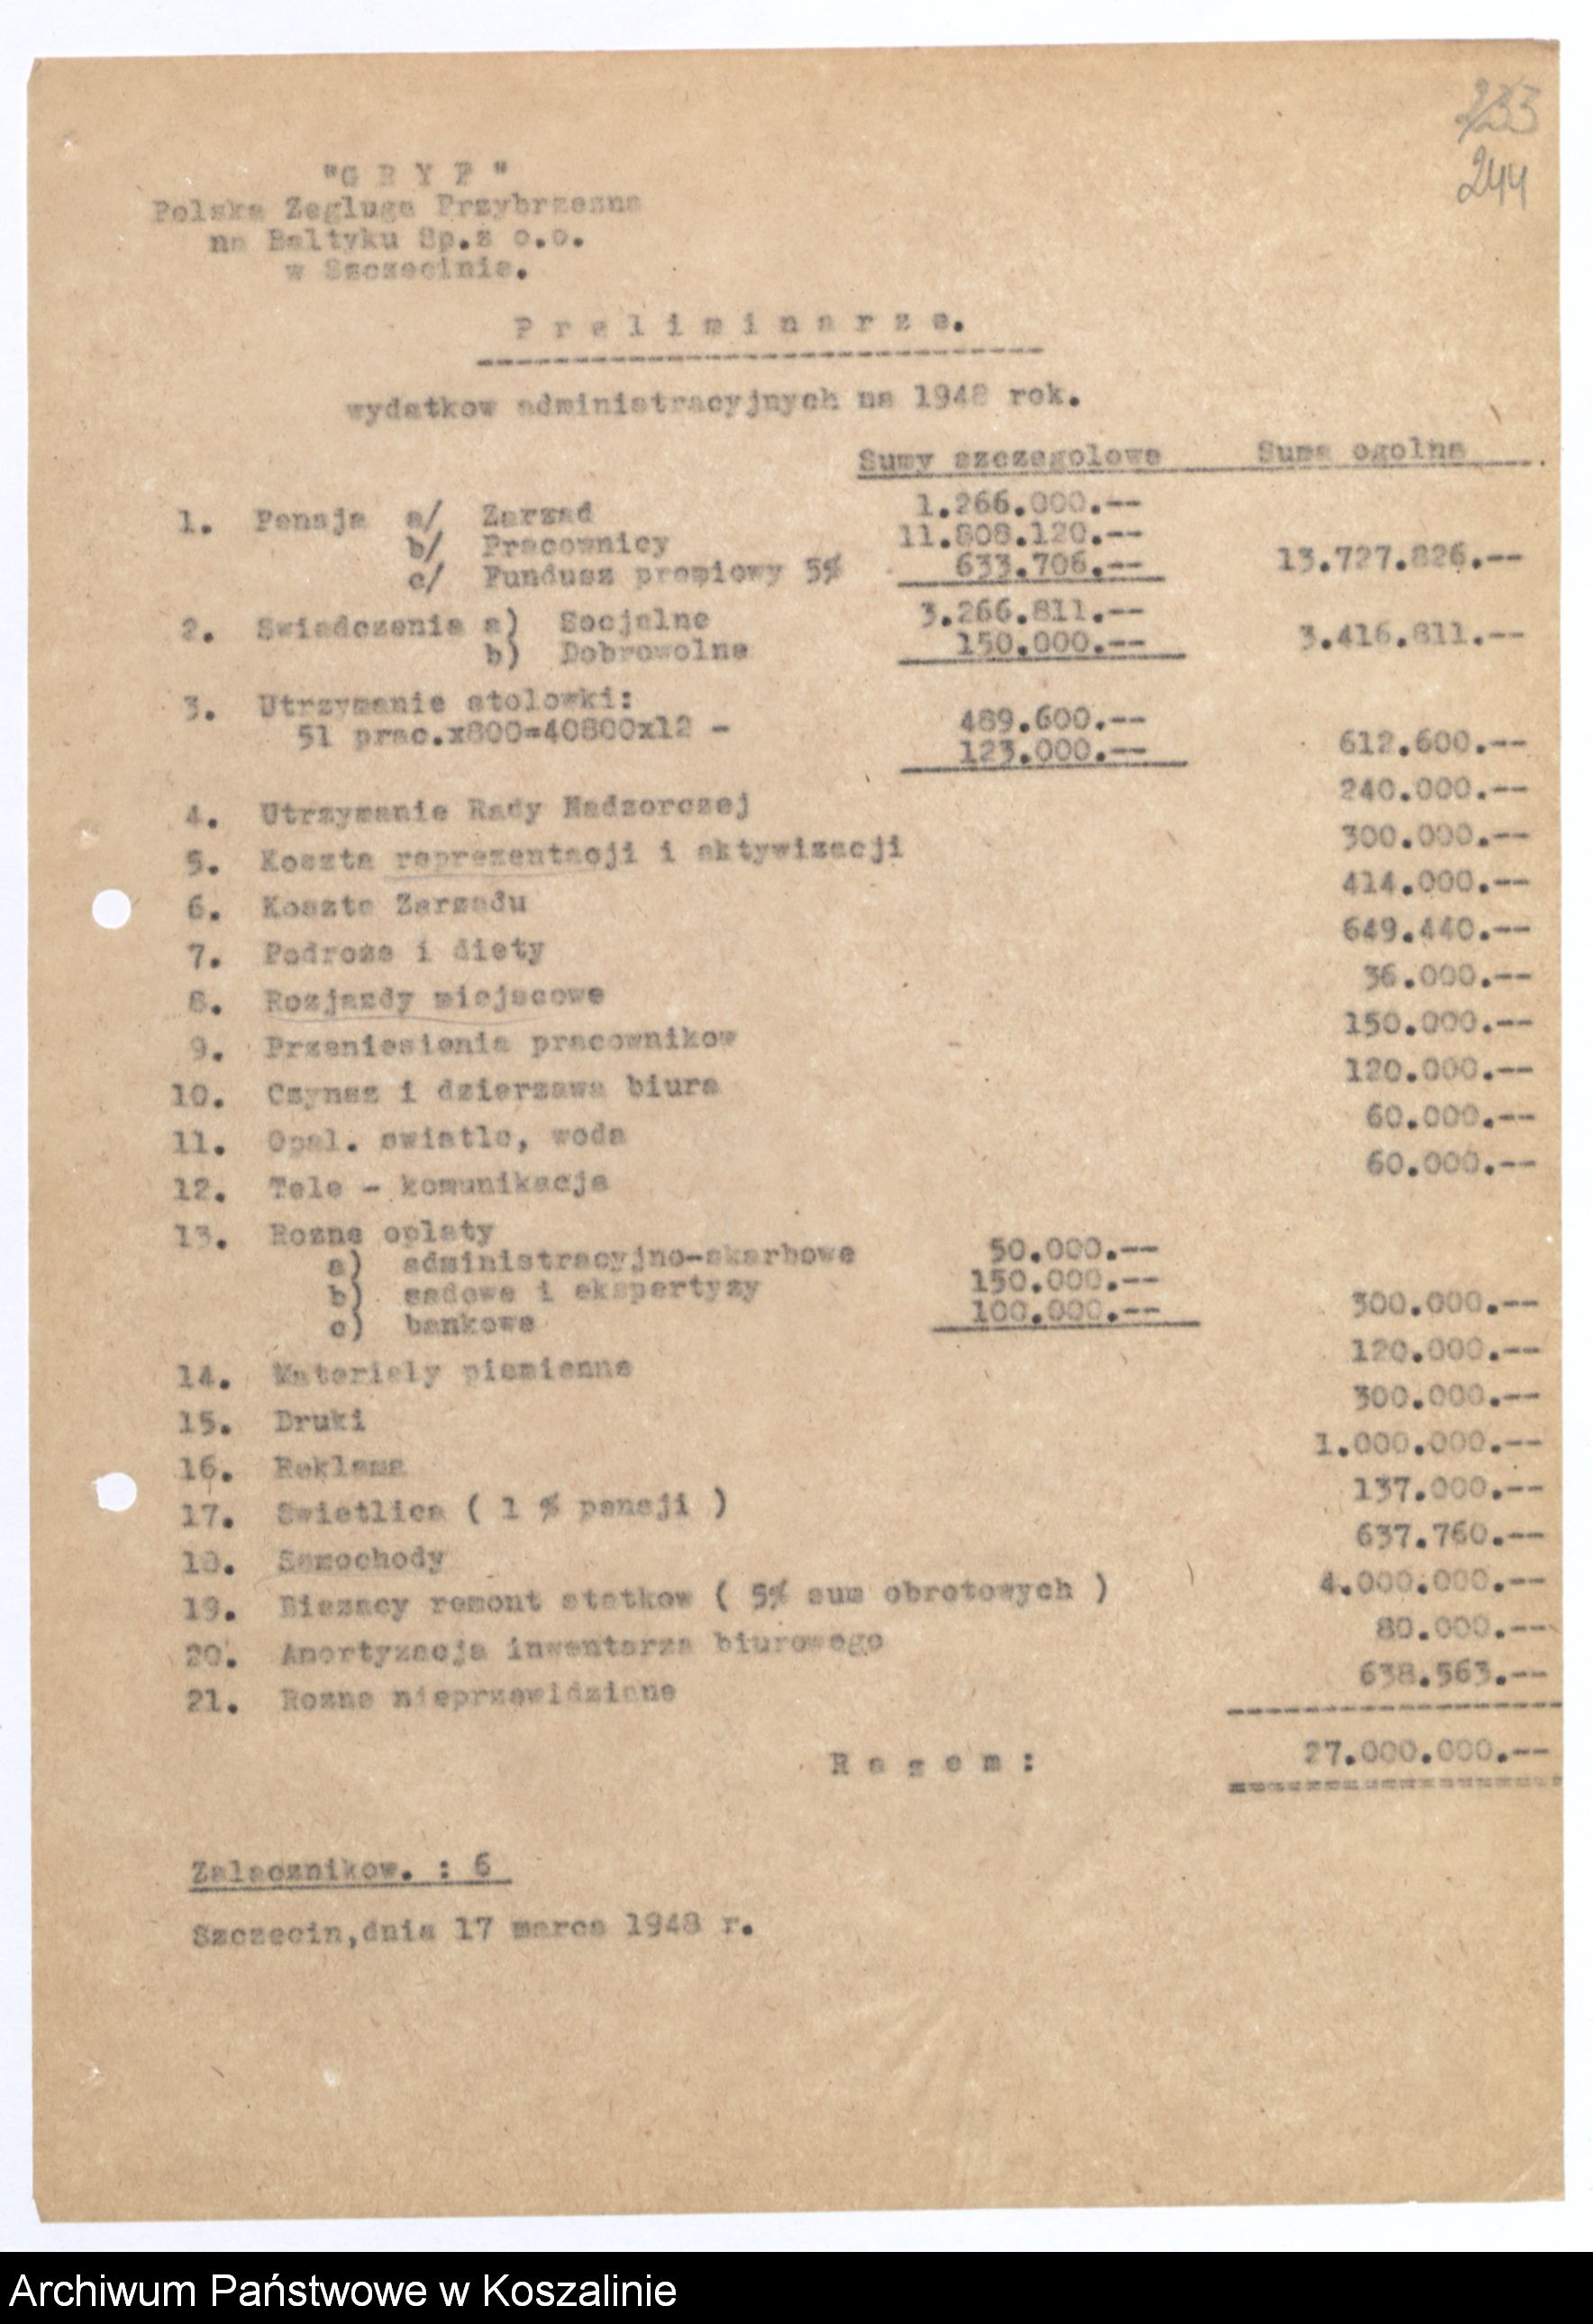 233
244
"G R Y F"
Polska Zegluga Przybrzezna
na Baltyku Sp.z o.o.
w Szczecinie.
P r e l i m i n a r z e.
wydatkow administracyjnych na 1948 rok.
Sumy szczegolowe Suma ogolna
1. Pensja a/ Zarzad 1.266.000.--
b/ Pracownicy 11.808.120.--
c/ Fundusz premiowy 5% 633.706.-- 13.727.826.--
2. Swiadczenia a) Socjalne 3.266.811.--
b) Dobrowolne 150.000.-- 3.416.811.--
3. Utrzymanie stolowki:
51 prac.x800=40800x12 - 489.600.--
123.000.-- 612.600.--
4. Utrzymanie Rady Nadzorczej 240.000.--
5. Koszta reprezentacji i aktywizacji 300.000.--
6. Koszta Zarzadu 414.000.--
7. Podroze i diety 649.440.--
8. Rozjazdy miejscowe 36.000.--
9. Przeniesienia pracownikow 150.000.--
10. Czynsz i dzierzawa biura 120.000.--
11. Opal. swiatlo, woda 60.000.--
12. Tele - komunikacja 60.000.--
13. Rozne oplaty
a) administracyjno-skarbowe 50.000.--
b) sadowe i ekspertyzy 150.000.--
c) bankowe 100.000.-- 300.000.--
14. Materialy pismienne 120.000.--
15. Druki 300.000.--
16. Reklama 1.000.000.--
17. Swietlica ( 1 % pensji ) 137.000.--
18. Samochody 637.760.--
19. Biezacy remont statkow ( 5% sum obrotowych ) 4.000.000.--
20. Amortyzacja inwentarza biurowego 80.000.--
21. Rozne nieprzewidziane 638.563.--
R a z e m : 27.000.000.--
Zalacznikow. : 6
Szczecin,dnia 17 marca 1948 r.
Archiwum Państwowe w Koszalinie